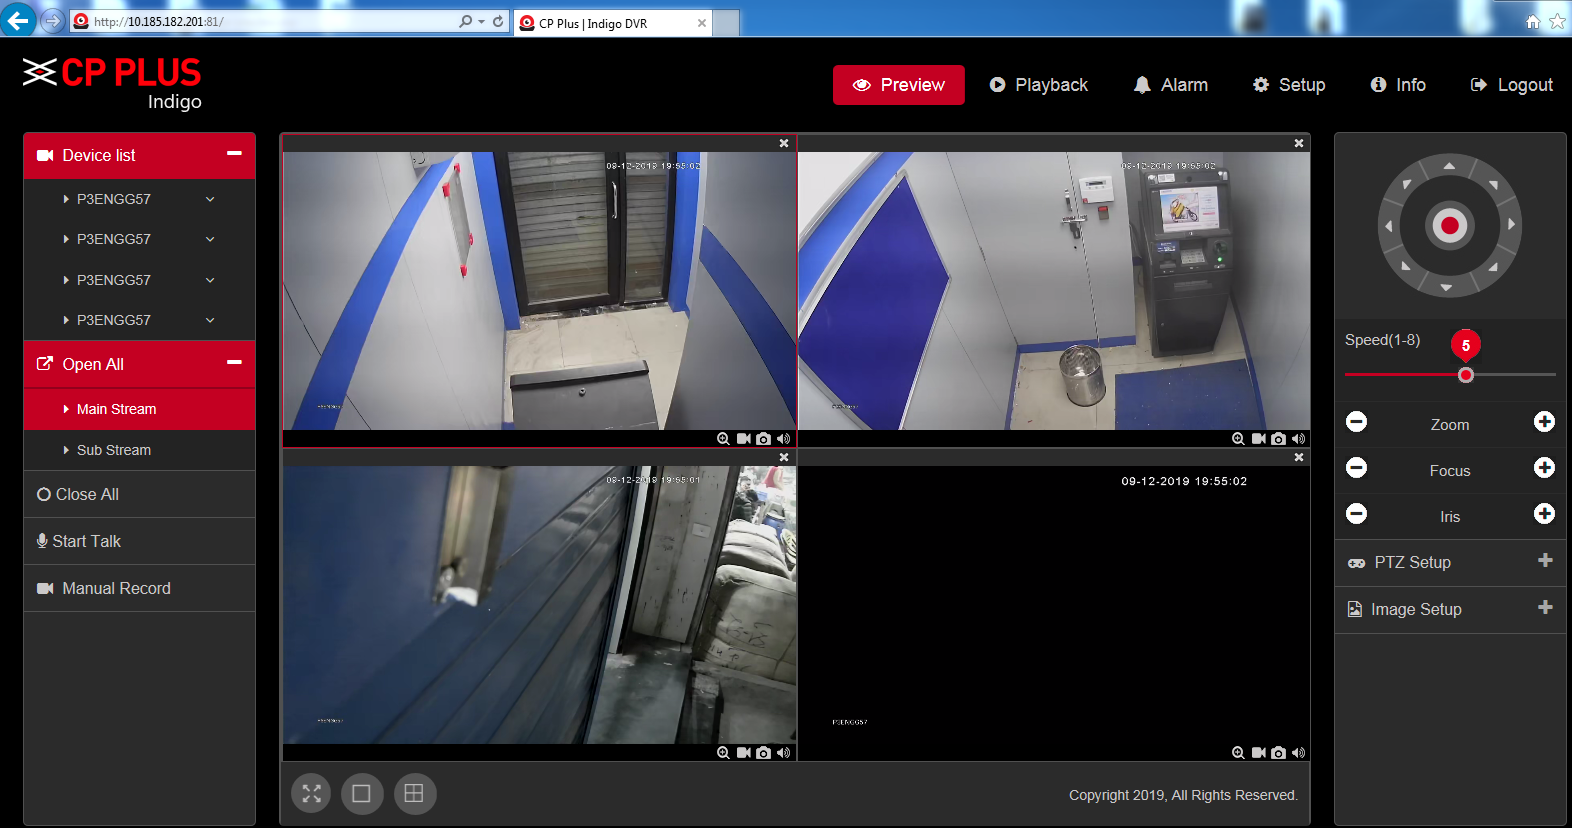 http://10.185.182.201:81/
CP Plus | Indigo DVR
CP PLUS
Indigo
Preview
Playback
Alarm
Setup
Info
Logout
Device list
P3ENGG57
P3ENGG57
P3ENGG57
P3ENGG57
Open All
Main Stream
Sub Stream
Close All
Start Talk
Manual Record
09-12-2019 19:55:02
P3ENGG57
09-12-2019 19:55:02
P3ENGG57
09-12-2019 19:55:01
P3ENGG57
09-12-2019 19:55:02
P3ENGG57
Copyright 2019, All Rights Reserved.
Speed(1-8)
5
Zoom
Focus
Iris
PTZ Setup
Image Setup